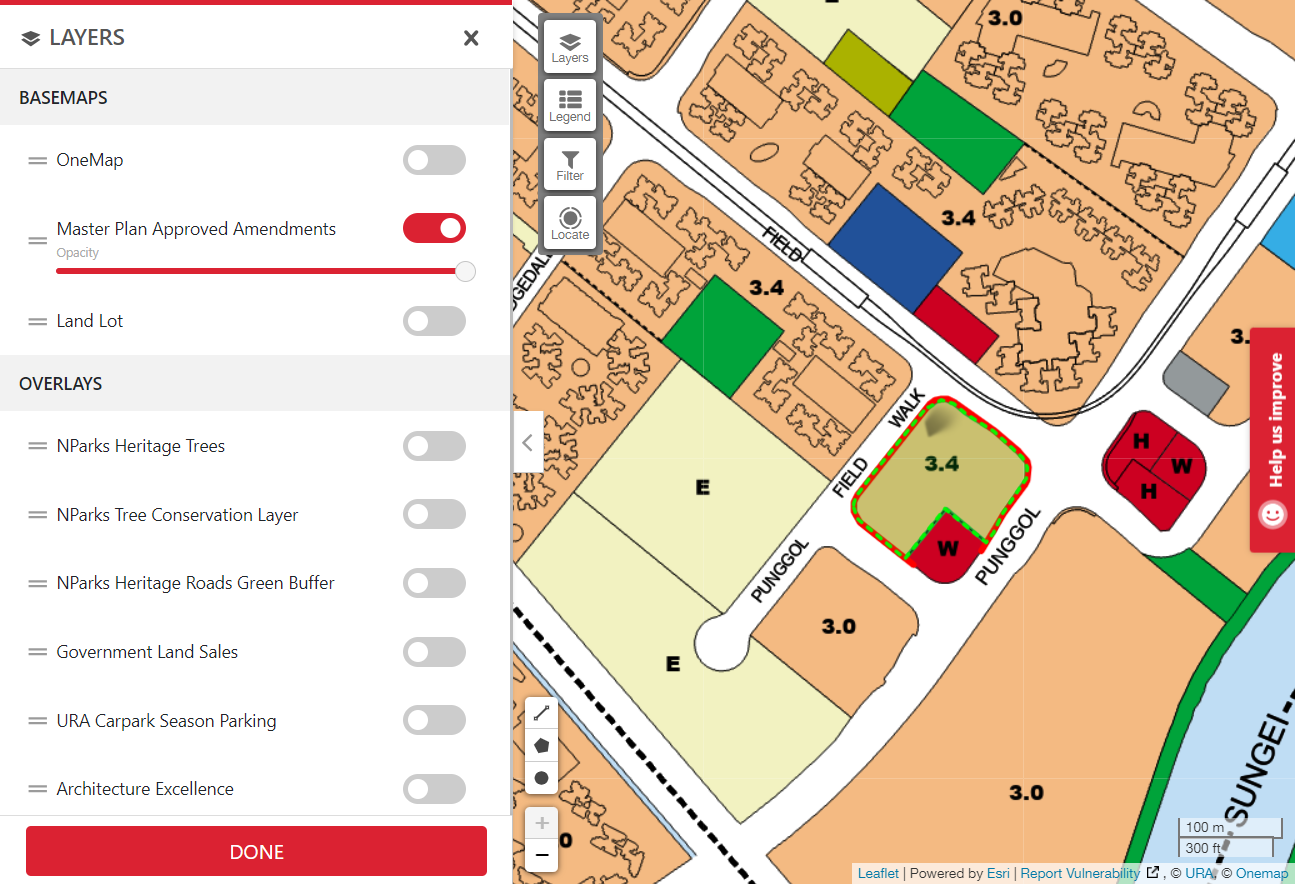 LAYERS
BASEMAPS
OneMap
Master Plan Approved Amendments
Opacity
Land Lot
OVERLAYS
NParks Heritage Trees
NParks Tree Conservation Layer
NParks Heritage Roads Green Buffer
Government Land Sales
URA Carpark Season Parking
Architecture Excellence
DONE
Layers
Legend
Filter
Locate
3.0
3.4
FIELD
3.4
3.
WALK
FIELD
3.4
H
W
H
E
W
PUNGGOL
PUNGGOL
3.0
E
3.0
SUNGEI
0
Help us improve
100 m
300 ft
Leaflet | Powered by Esri | Report Vulnerability , © URA, © Onemap